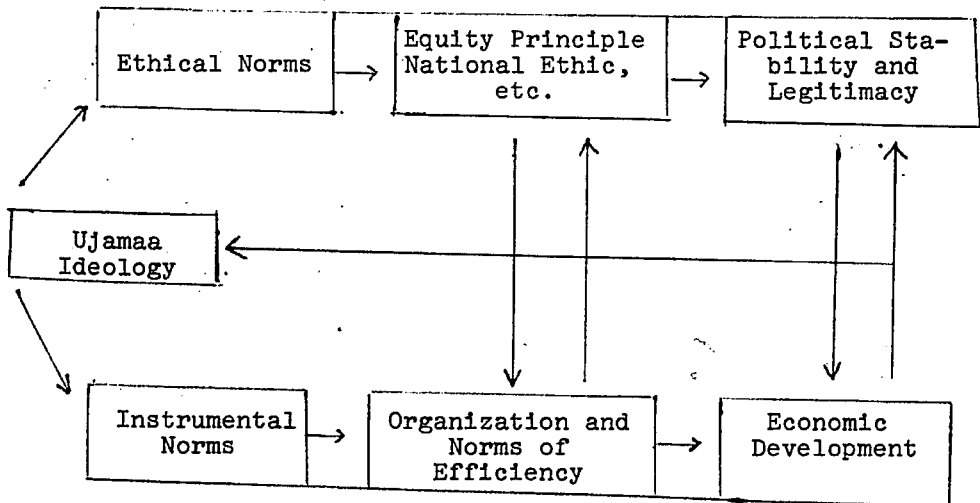 Ethical Norms
Equity Principle
National Ethic,
etc.
Political Sta-
bility and
Legitimacy
Ujamaa
Ideology
Instrumental
Norms
Organization and
Norms of
Efficiency
Economic
Development